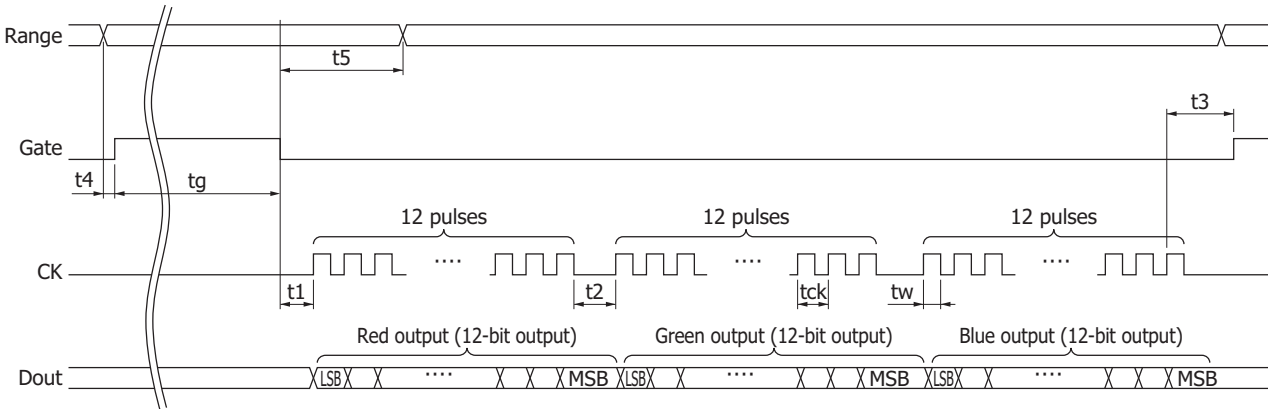 Range
t5
t3
Gate
t4
tg
12 pulses
12 pulses
12 pulses
CK
····
····
····
t1
t2
tck
tw
Red output (12-bit output)
Green output (12-bit output)
Blue output (12-bit output)
Dout
LSB
····
MSB
LSB
····
MSB
LSB
····
MSB